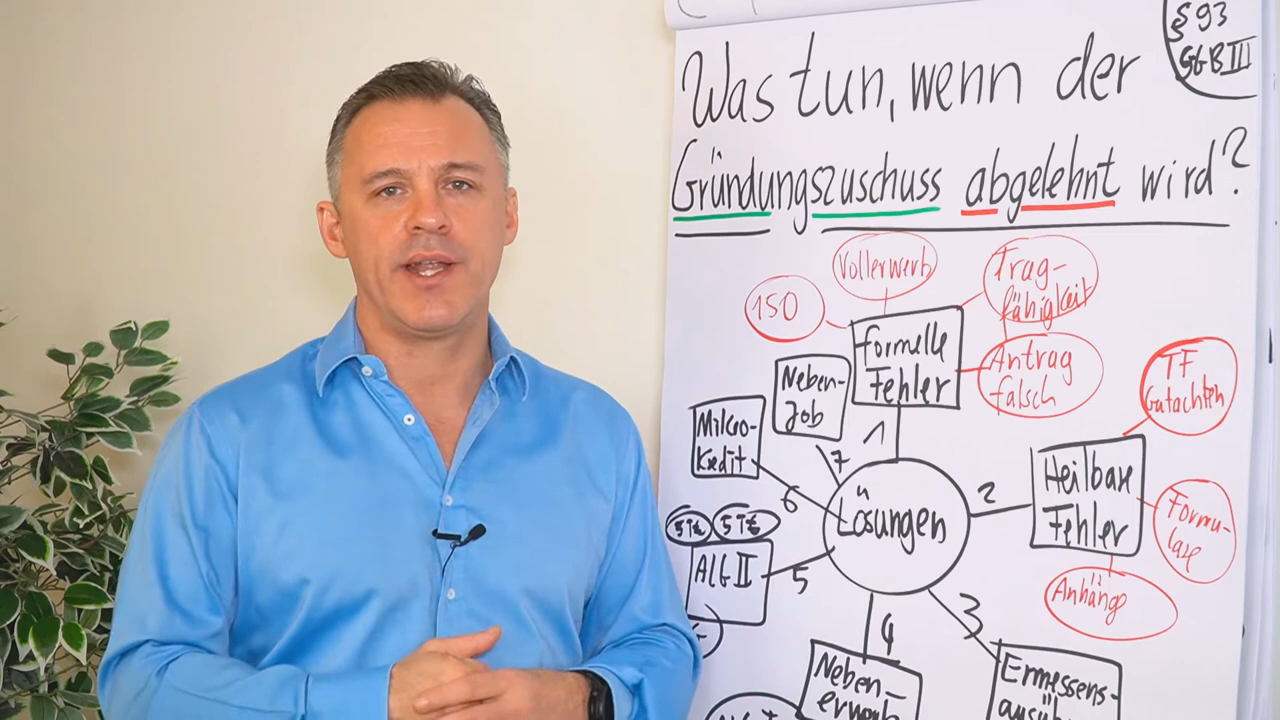 § 93
SGB III
Was tun, wenn der
Gründungszuschuss abgelehnt wird?
150
Vollerwerb
Trag-
fähigkeit
Formelle
Fehler
Antrag
falsch
TF
Gutachten
Neben-
Job
Mikro-
Kredit
1
7
6
Lösungen
2
Heilbare
Fehler
Formu-
lare
Anhänge
5 T€
5 T€
ALG II
5
4
3
Neben-
erwerb
Ermessens-